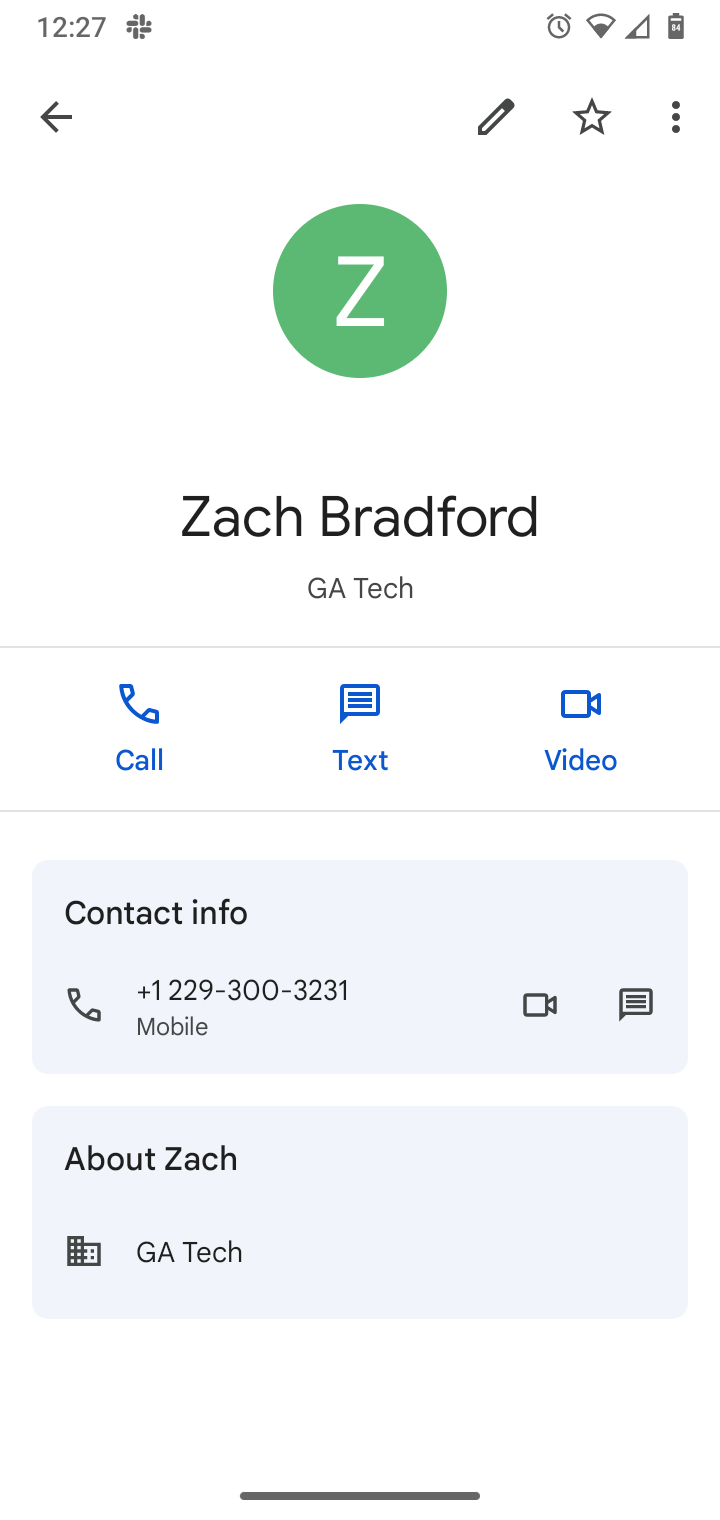 12:27
84
Z
Zach Bradford
GA Tech
Call Text Video
Contact info
+1 229-300-3231
Mobile
About Zach
GA Tech